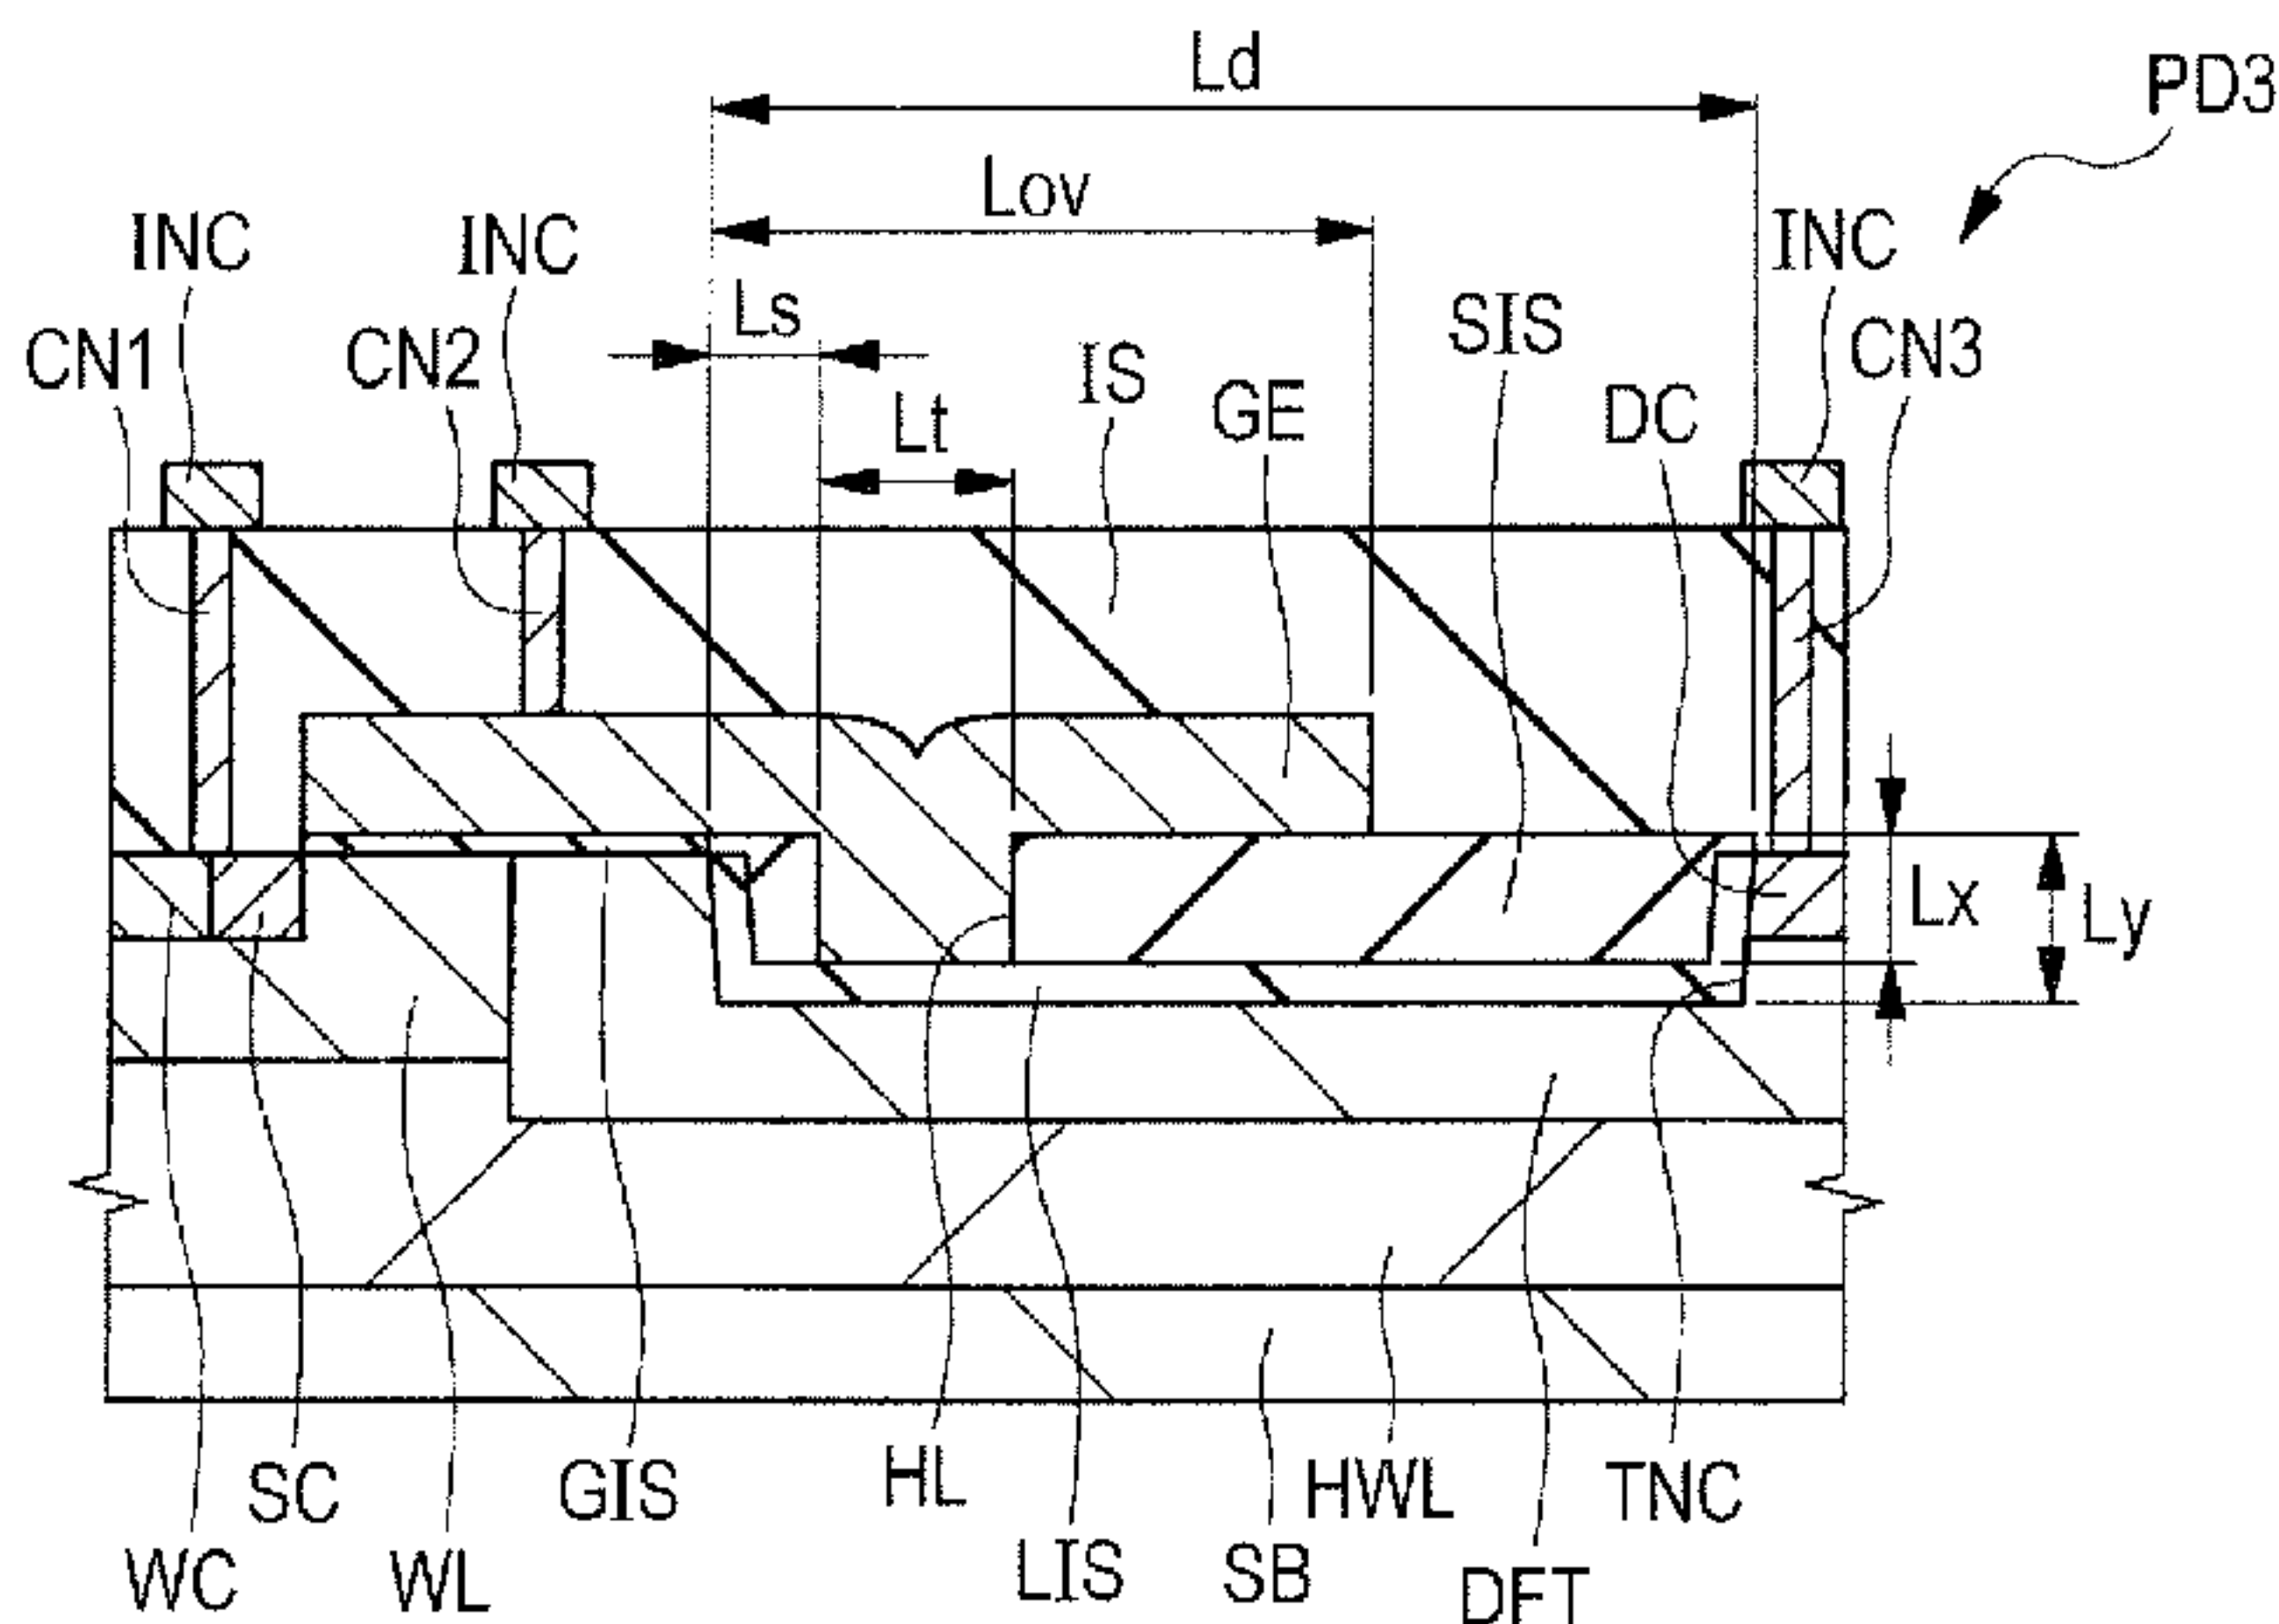 Ld
PD3
Lov
INC
INC
INC
Ls
SIS
CN1
CN2
IS
CN3
GE
DC
Lt
Lx
Ly
SC
GIS
HL
HWL
TNC
WC
WL
LIS
SB
DFT